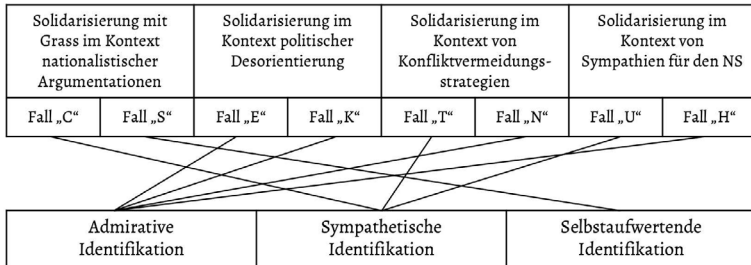 Solidarisierung mit
Grass im Kontext
nationalistischer
Argumentationen
Solidarisierung im
Kontext politischer
Desorientierung
Solidarisierung im
Kontext von
Konfliktvermeidungs-
strategien
Solidarisierung im
Kontext von
Sympathien für den NS
Fall „C“
Fall „S“
Fall „E“
Fall „K“
Fall „T“
Fall „N“
Fall „U“
Fall „H“
Admirative
Identifikation
Sympathetische
Identifikation
Selbstaufwertende
Identifikation